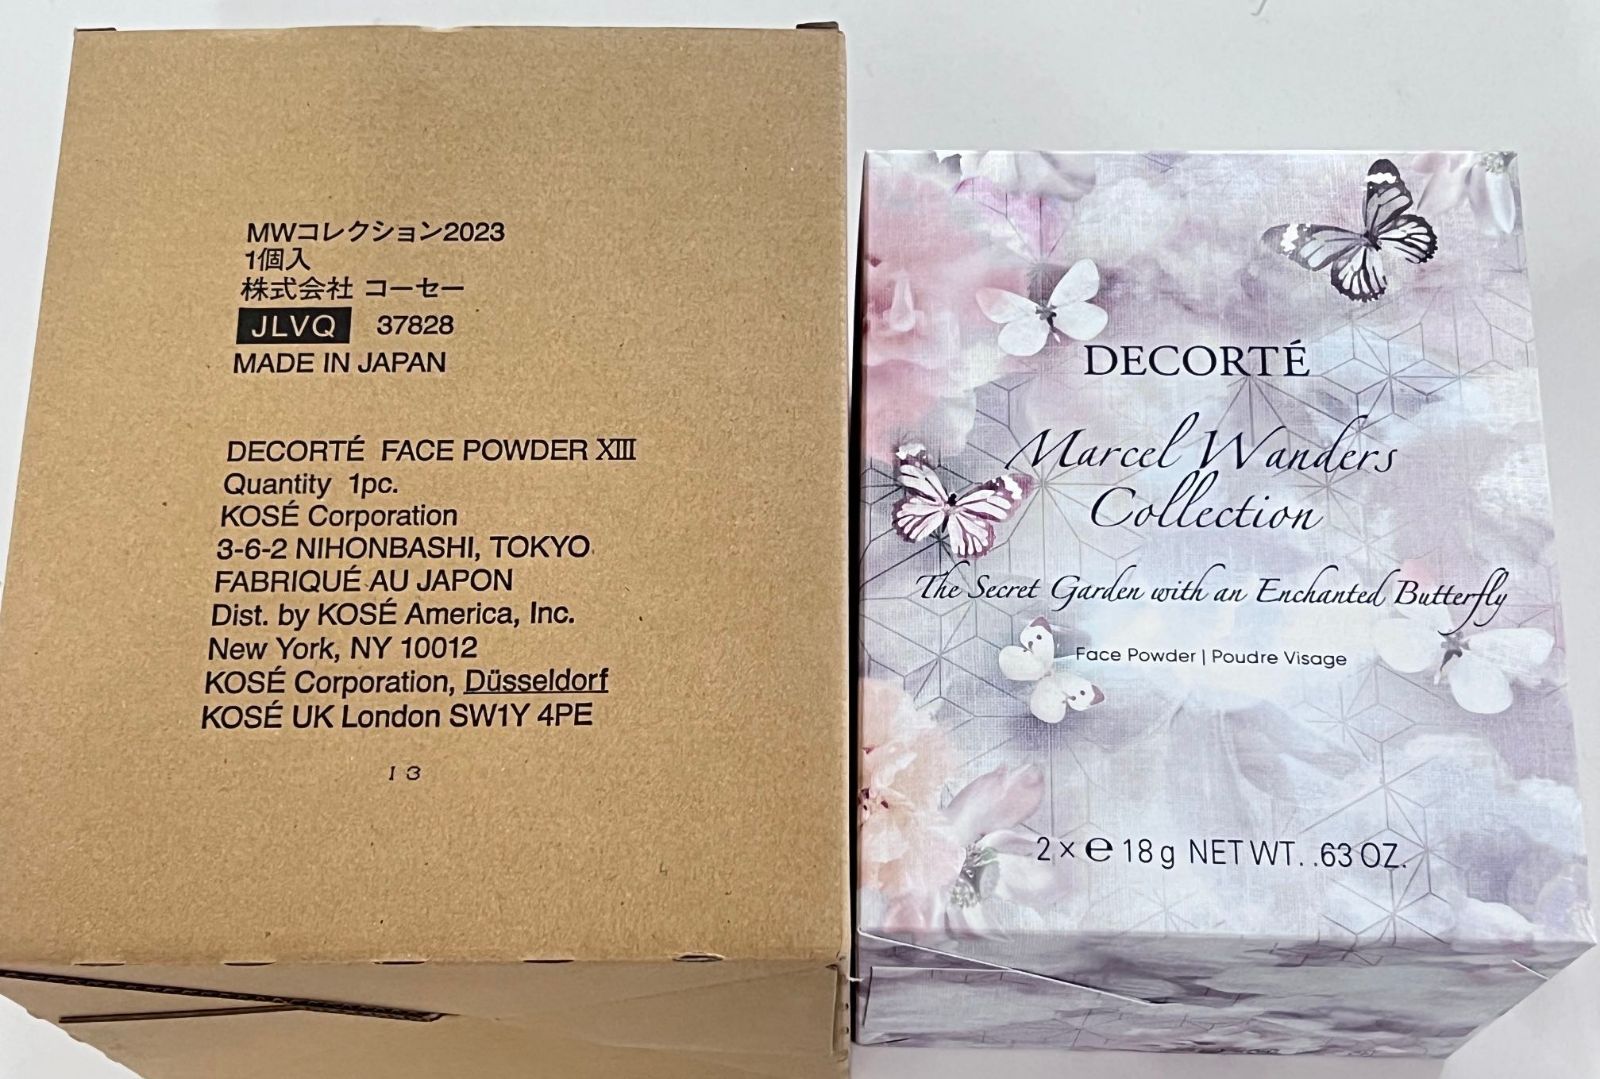 MWコレクション2023
1個入
株式会社 コーセー
JLVQ 37828
MADE IN JAPAN
DECORTÉ FACE POWDER XIII
Quantity 1pc.
KOSÉ Corporation
3-6-2 NIHONBASHI, TOKYO
FABRIQUÉ AU JAPON
Dist. by KOSÉ America, Inc.
New York, NY 10012
KOSÉ Corporation, Düsseldorf
KOSÉ UK London SW1Y 4PE
13
DECORTÉ
Marcel Wanders
Collection
The Secret Garden with an Enchanted Butterfly
Face Powder | Poudre Visage
2 × ℮ 18g NET WT. .63 OZ.